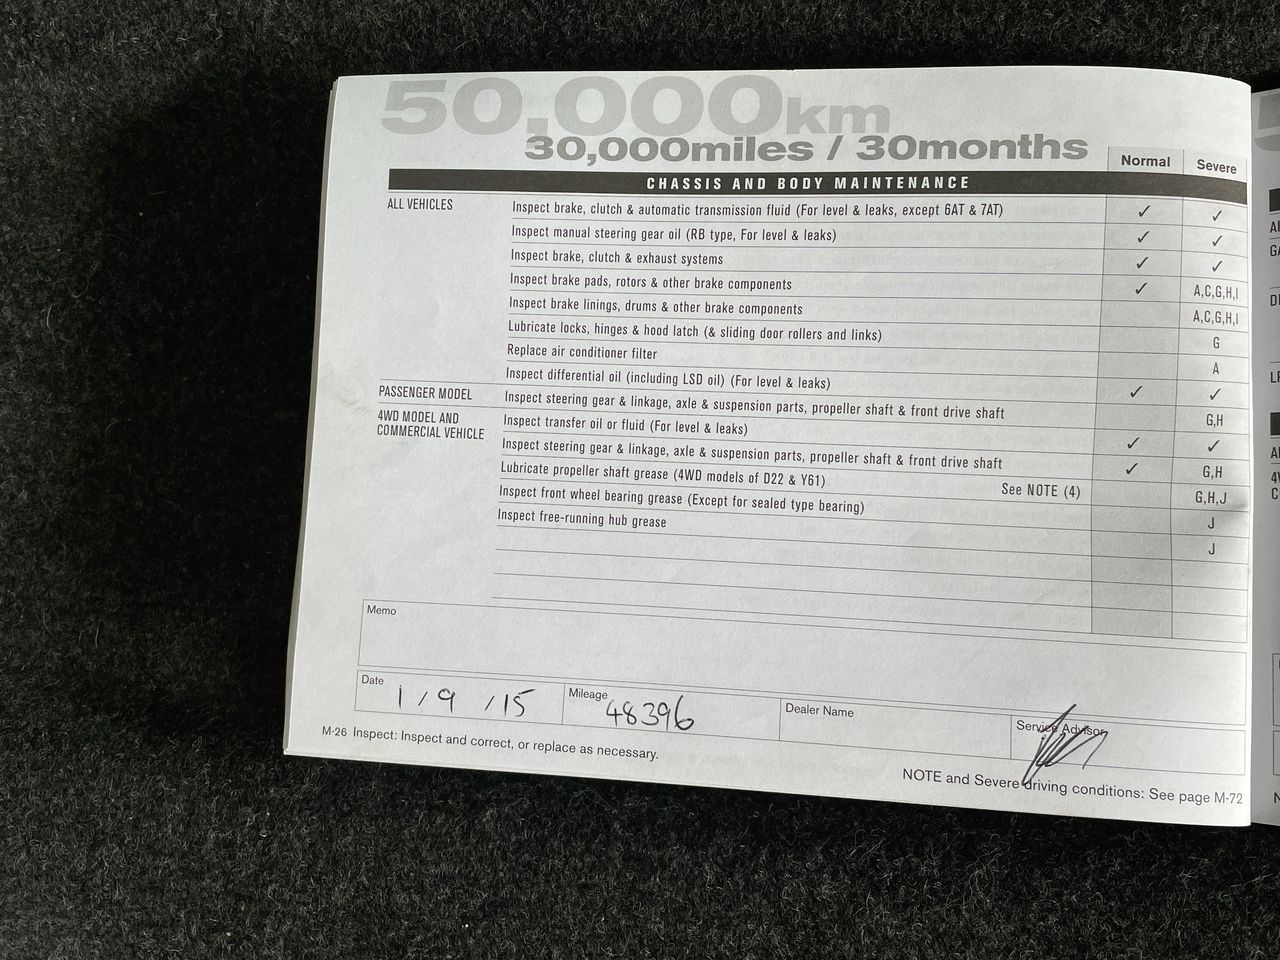 50,000km
30,000miles / 30months
Normal Severe
CHASSIS AND BODY MAINTENANCE
ALL VEHICLES Inspect brake, clutch & automatic transmission fluid (For level & leaks, except 6AT & 7AT) ✓ ✓
Inspect manual steering gear oil (RB type, For level & leaks) ✓ ✓
Inspect brake, clutch & exhaust systems ✓ ✓
Inspect brake pads, rotors & other brake components ✓ A,C,G,H,I
Inspect brake linings, drums & other brake components A,C,G,H,I
Lubricate locks, hinges & hood latch (& sliding door rollers and links) G
Replace air conditioner filter A
Inspect differential oil (including LSD oil) (For level & leaks) ✓ ✓
PASSENGER MODEL Inspect steering gear & linkage, axle & suspension parts, propeller shaft & front drive shaft G,H
4WD MODEL AND Inspect transfer oil or fluid (For level & leaks) ✓ ✓
COMMERCIAL VEHICLE Inspect steering gear & linkage, axle & suspension parts, propeller shaft & front drive shaft ✓ G,H
Lubricate propeller shaft grease (4WD models of D22 & Y61) See NOTE (4) G,H,J
Inspect front wheel bearing grease (Except for sealed type bearing) J
Inspect free-running hub grease J
Memo
Date 1/9/15 Mileage 48396 Dealer Name Service Advisor
M-26 Inspect: Inspect and correct, or replace as necessary.
NOTE and Severe driving conditions: See page M-72